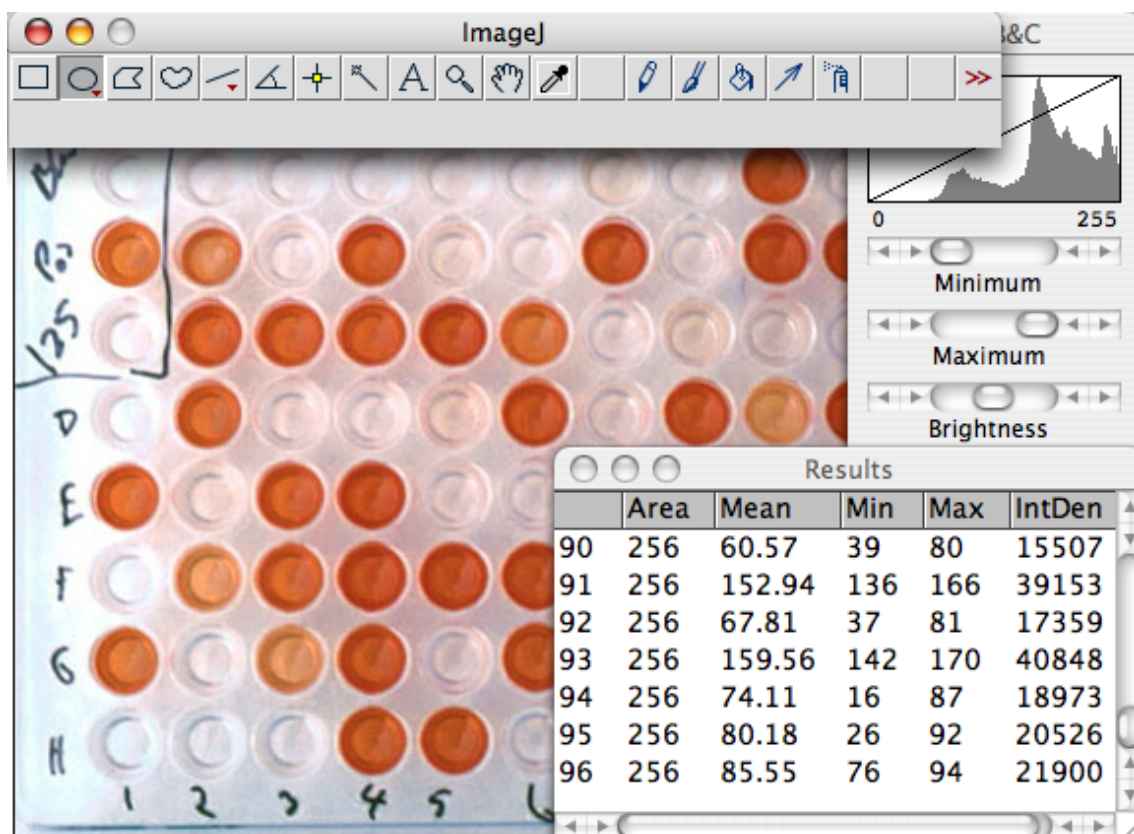 ImageJ
B&C
A
>>
0 255
Minimum
Maximum
Brightness
Results
Area Mean Min Max IntDen
90 256 60.57 39 80 15507
91 256 152.94 136 166 39153
92 256 67.81 37 81 17359
93 256 159.56 142 170 40848
94 256 74.11 16 87 18973
95 256 80.18 26 92 20526
96 256 85.55 76 94 21900
Pos
D
E
F
G
H
1 2 3 4 5 6